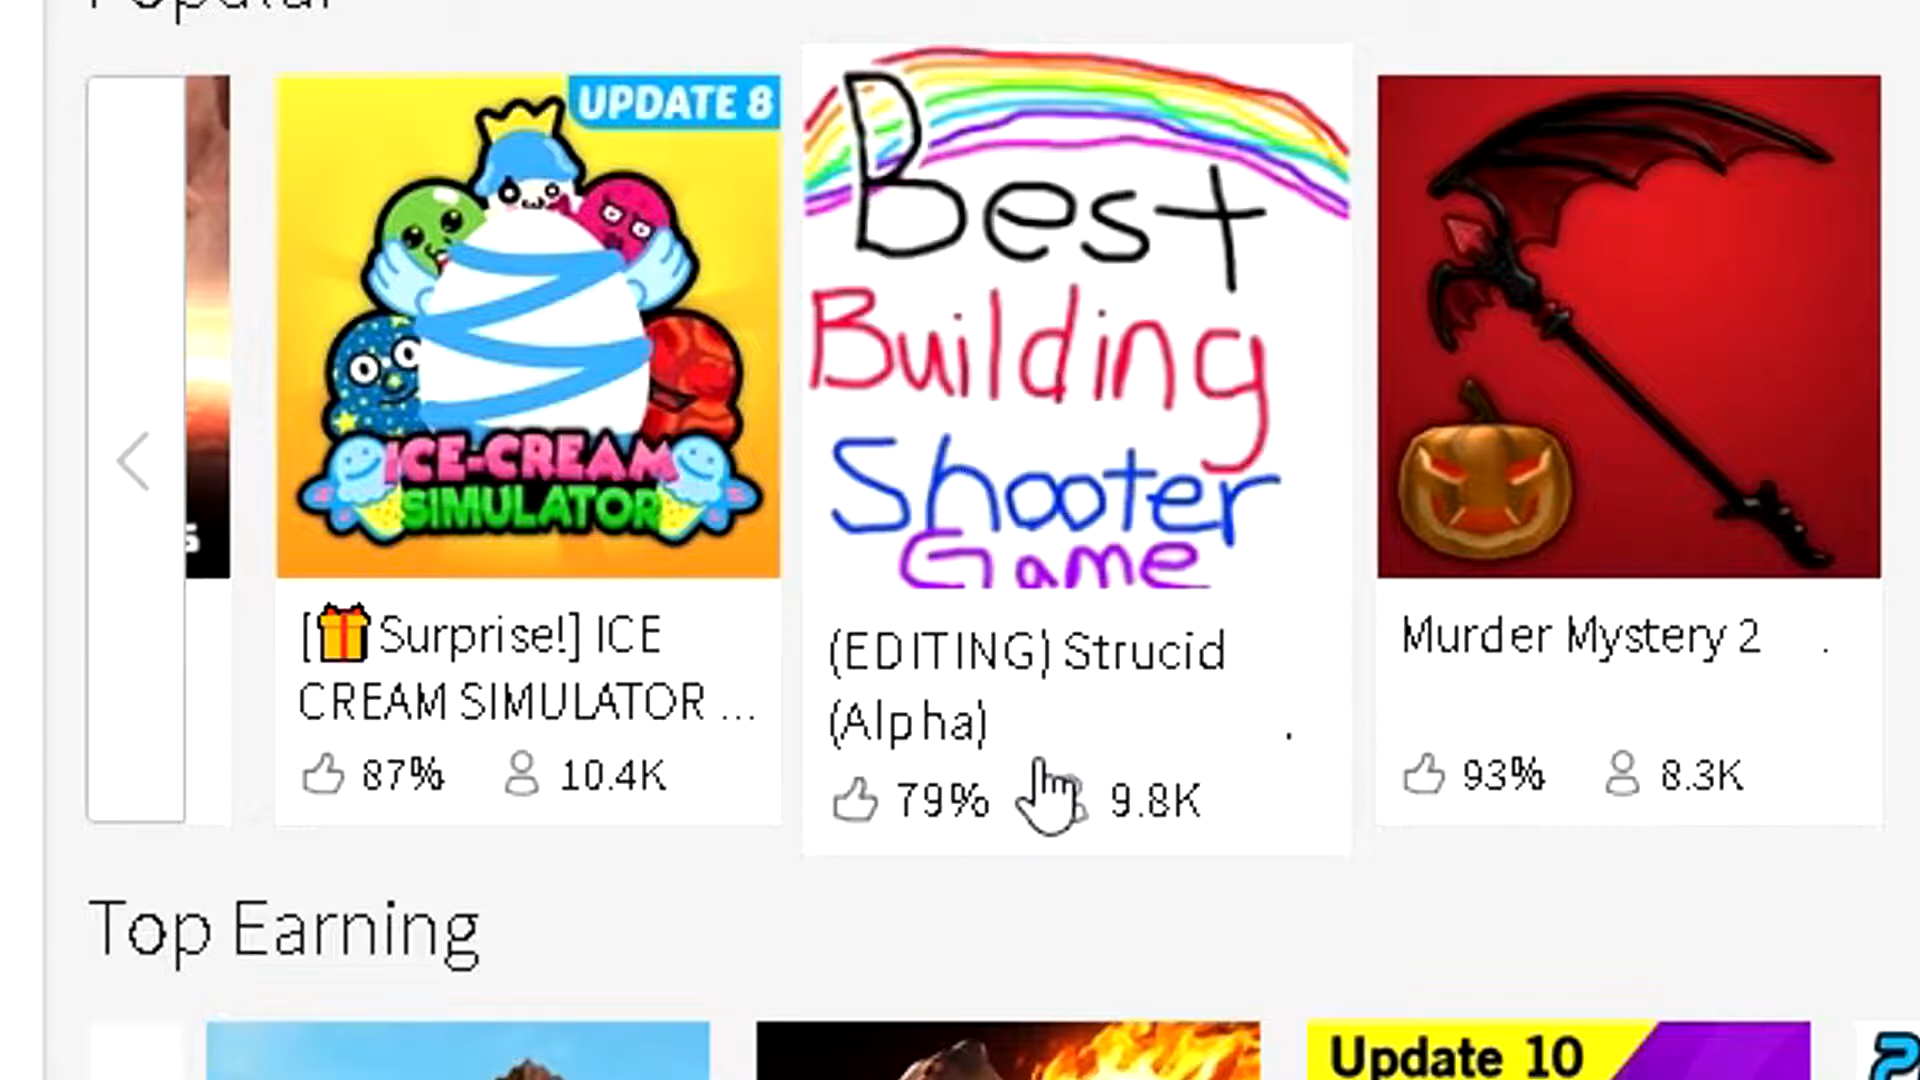 Popular
UPDATE 8
ICE-CREAM
SIMULATOR
[🎁Surprise!] ICE
CREAM SIMULATOR ...
87% 10.4K
Best
Building
Shooter
Game
(EDITING) Strucid
(Alpha)
79% 9.8K
Murder Mystery 2
93% 8.3K
Top Earning
Update 10